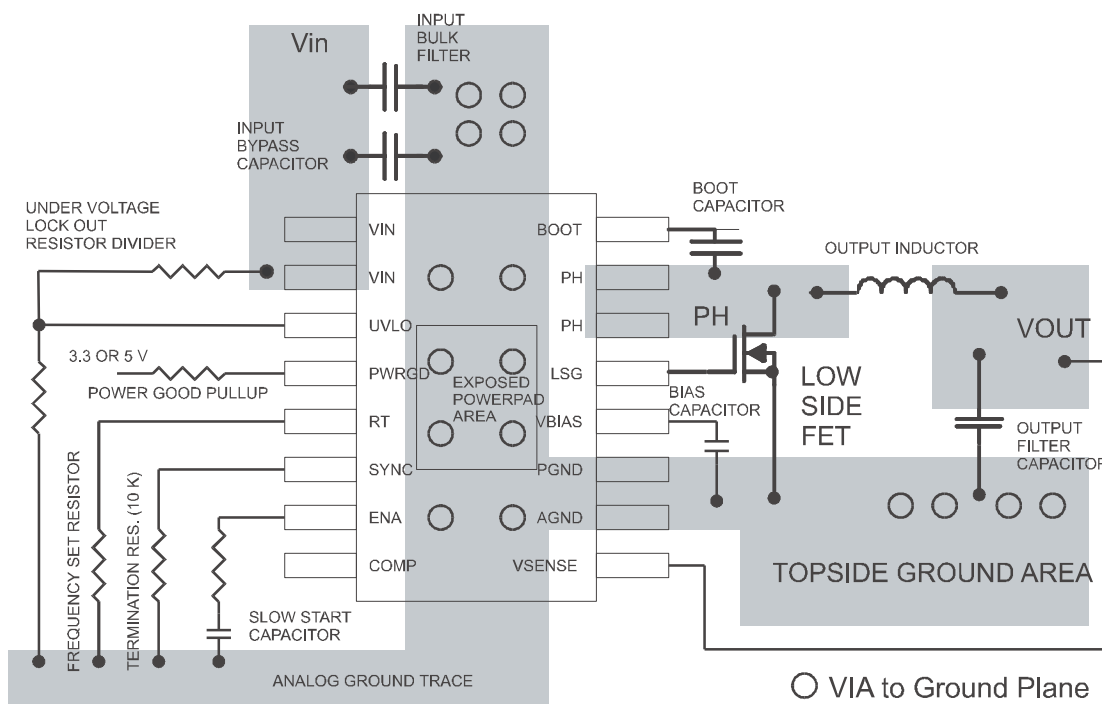 INPUT
BULK
FILTER
Vin
INPUT
BYPASS
CAPACITOR
BOOT
CAPACITOR
UNDER VOLTAGE
LOCK OUT
RESISTOR DIVIDER
OUTPUT INDUCTOR
VIN
BOOT
VIN
PH
UVLO
PH
PH
VOUT
3.3 OR 5 V
POWER GOOD PULLUP
PWRGD
EXPOSED
POWERPAD
AREA
LSG
BIAS
CAPACITOR
LOW
SIDE
FET
RT
VBIAS
OUTPUT
FILTER
CAPACITOR
SYNC
PGND
ENA
AGND
COMP
VSENSE
TOPSIDE GROUND AREA
FREQUENCY SET RESISTOR
TERMINATION RES. (10 K)
SLOW START
CAPACITOR
ANALOG GROUND TRACE
VIA to Ground Plane